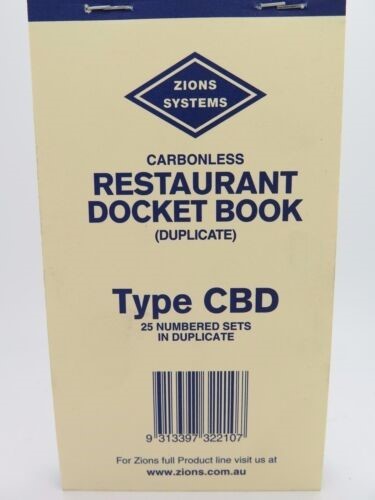 ZIONS
SYSTEMS
CARBONLESS
RESTAURANT
DOCKET BOOK
(DUPLICATE)
Type CBD
25 NUMBERED SETS
IN DUPLICATE
9 313397 322107
For Zions full Product line visit us at
www.zions.com.au